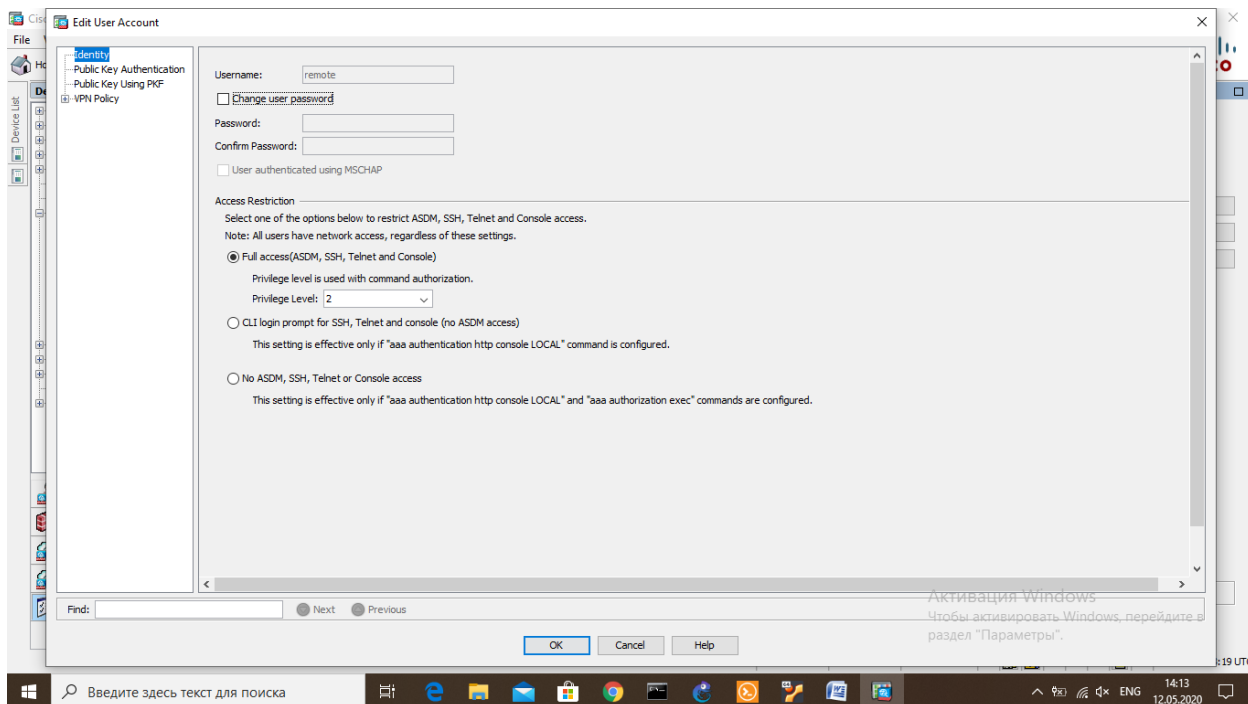 Cisc
Edit User Account
File
Ho
De
Device List
Identity
Public Key Authentication
Public Key Using PKF
VPN Policy
Username: remote
Change user password
Password:
Confirm Password:
User authenticated using MSCHAP
Access Restriction
Select one of the options below to restrict ASDM, SSH, Telnet and Console access.
Note: All users have network access, regardless of these settings.
Full access(ASDM, SSH, Telnet and Console)
Privilege level is used with command authorization.
Privilege Level: 2
CLI login prompt for SSH, Telnet and console (no ASDM access)
This setting is effective only if "aaa authentication http console LOCAL" command is configured.
No ASDM, SSH, Telnet or Console access
This setting is effective only if "aaa authentication http console LOCAL" and "aaa authorization exec" commands are configured.
Find: Next Previous
Активация Windows
Чтобы активировать Windows, перейдите в
раздел "Параметры".
OK Cancel Help
:19 UTC
Введите здесь текст для поиска
ENG
14:13
12.05.2020